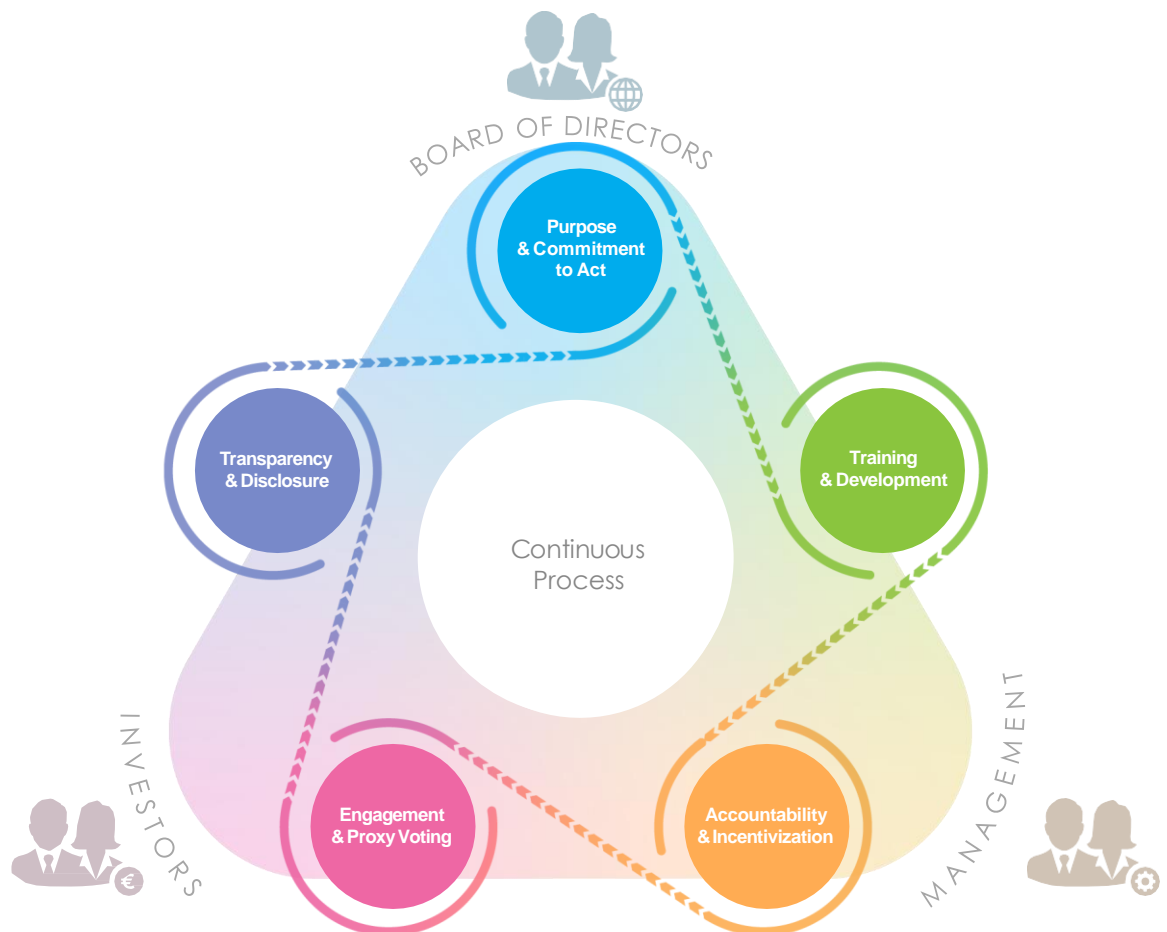 BOARD OF DIRECTORS
Purpose
& Commitment
to Act
Transparency
& Disclosure
Training
& Development
Continuous
Process
INVESTORS
MANAGEMENT
Engagement
& Proxy Voting
Accountability
& Incentivization
€